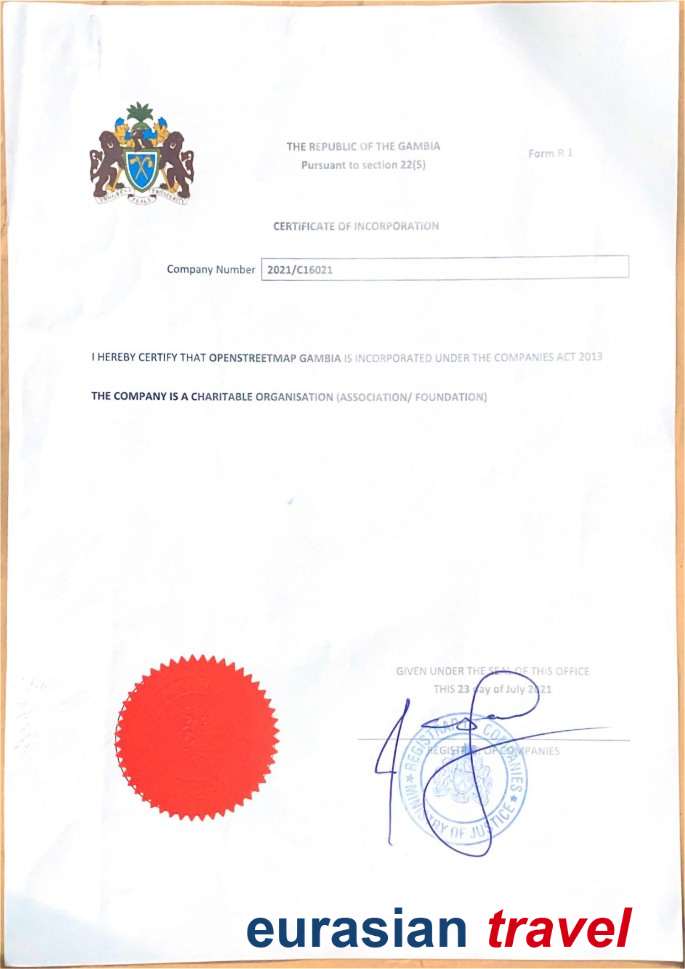 THE REPUBLIC OF THE GAMBIA
Pursuant to section 22(5)
Form R 1
CERTIFICATE OF INCORPORATION
Company Number 2021/C16021
I HEREBY CERTIFY THAT OPENSTREETMAP GAMBIA IS INCORPORATED UNDER THE COMPANIES ACT 2013
THE COMPANY IS A CHARITABLE ORGANISATION (ASSOCIATION/ FOUNDATION)
GIVEN UNDER THE SEAL OF THIS OFFICE
THIS 23 day of July 2021
REGISTRAR OF COMPANIES
REGISTRAR OF COMPANIES
MINISTRY OF JUSTICE
eurasian travel